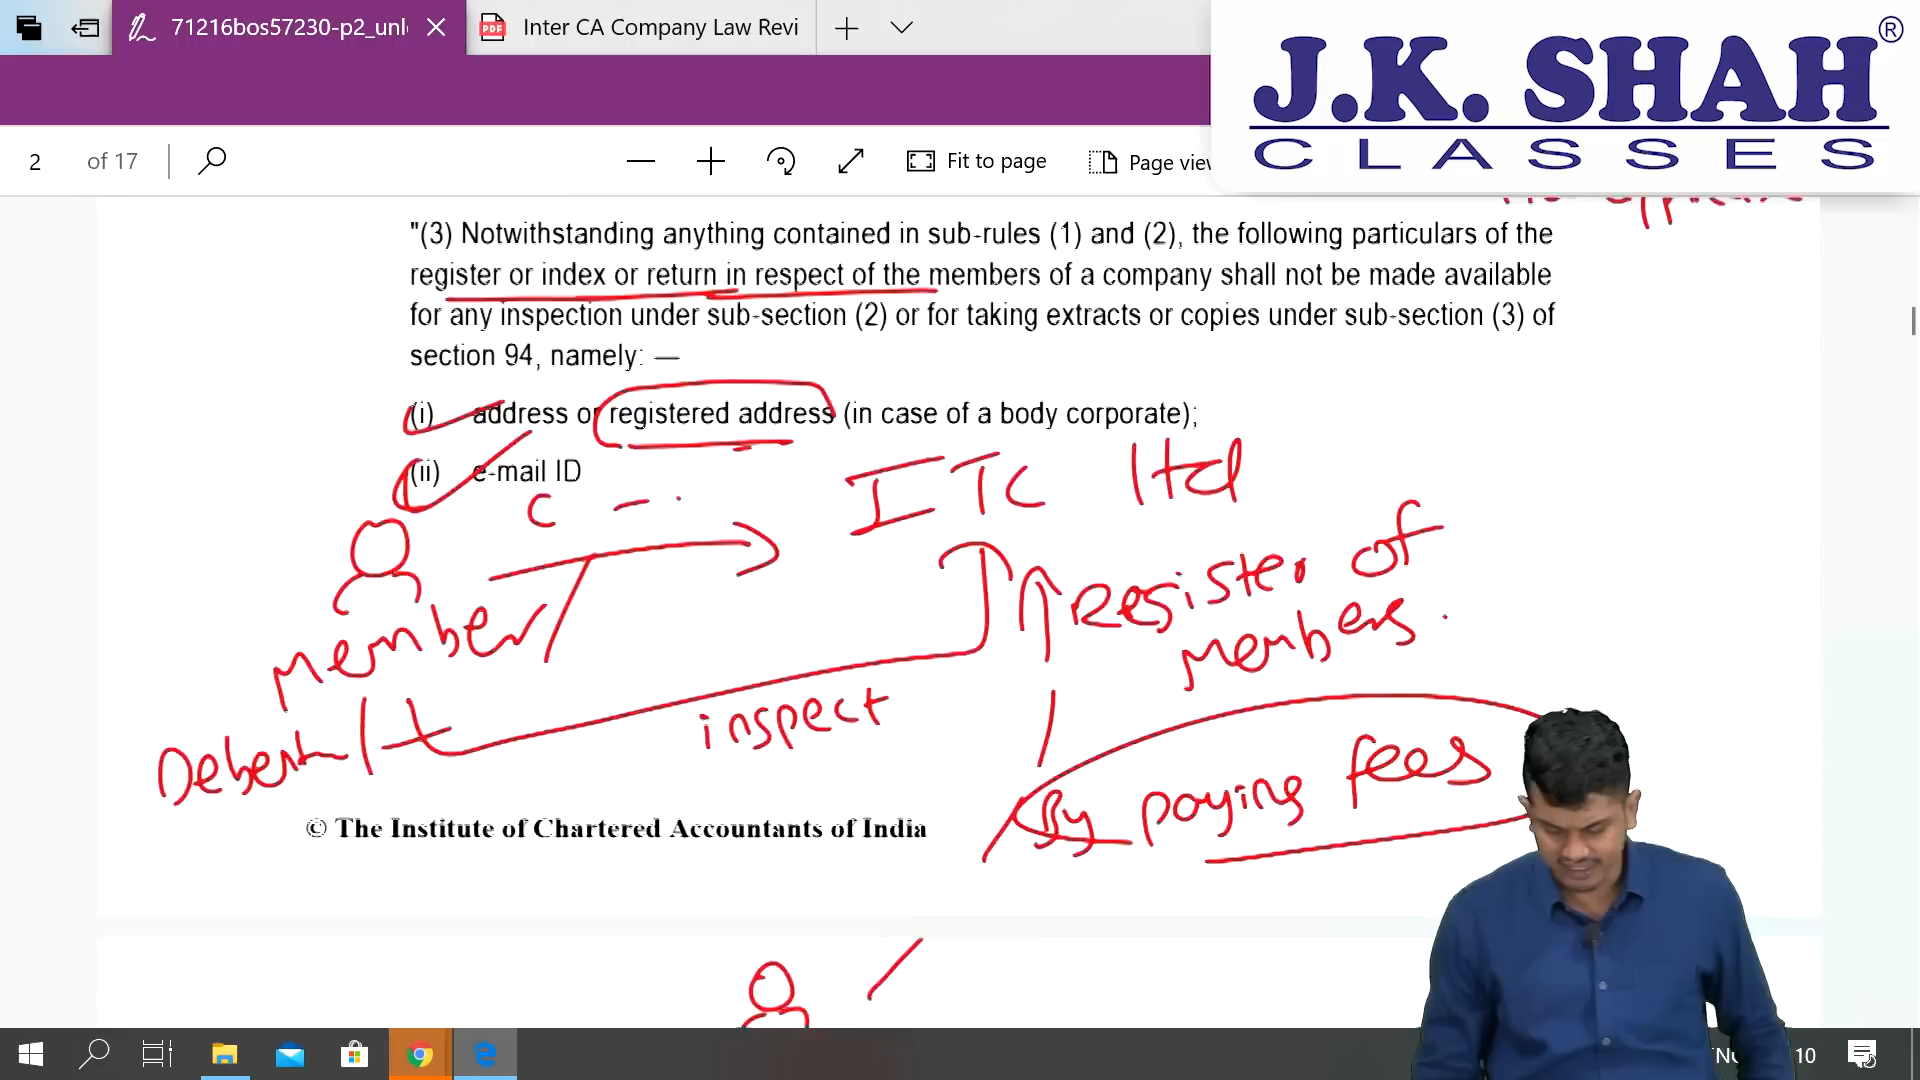 71216bos57230-p2_unl
Inter CA Company Law Revi
J.K. SHAH ®
CLASSES
2 of 17
Fit to page
Page view
"(3) Notwithstanding anything contained in sub-rules (1) and (2), the following particulars of the
register or index or return in respect of the members of a company shall not be made available
for any inspection under sub-section (2) or for taking extracts or copies under sub-section (3) of
section 94, namely: —
(i) address or registered address (in case of a body corporate);
(ii) e-mail ID
ITC ltd
Register of
members.
member
inspect
By paying fees
© The Institute of Chartered Accountants of India
10